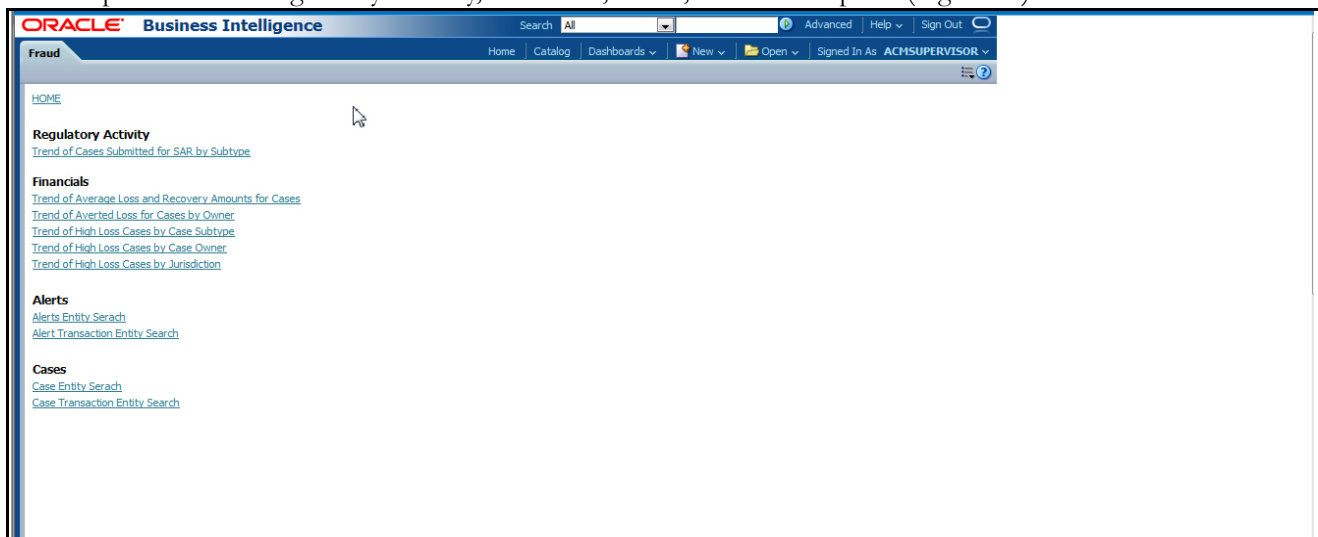 ORACLE Business Intelligence Search All Advanced Help Sign Out
Fraud Home Catalog Dashboards New Open Signed In As ACMSUPERVISOR
HOME
Regulatory Activity
Trend of Cases Submitted for SAR by Subtype
Financials
Trend of Average Loss and Recovery Amounts for Cases
Trend of Averted Loss for Cases by Owner
Trend of High Loss Cases by Case Subtype
Trend of High Loss Cases by Case Owner
Trend of High Loss Cases by Jurisdiction
Alerts
Alerts Entity Serach
Alert Transaction Entity Search
Cases
Case Entity Serach
Case Transaction Entity Search